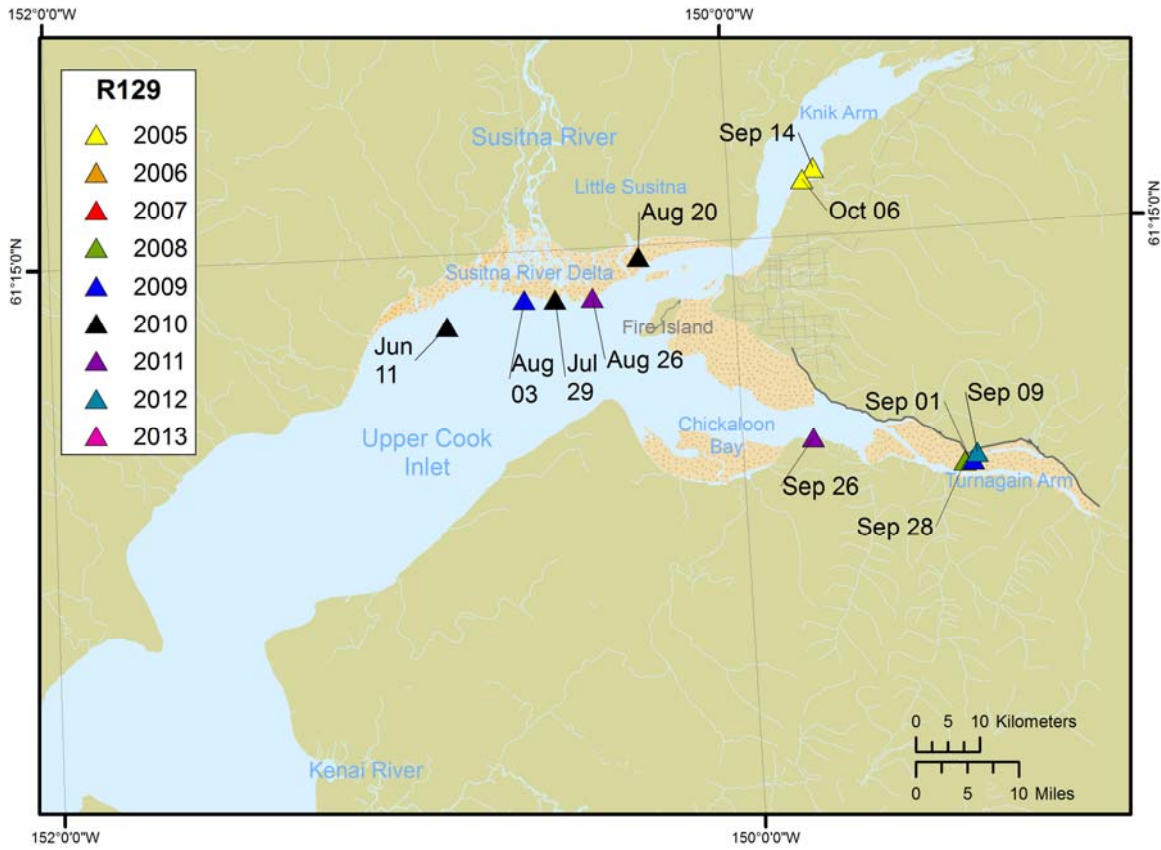 152°0'0"W
150°0'0"W
R129
2005
2006
2007
2008
2009
2010
2011
2012
2013
Knik Arm
Susitna River
Sep 14
Little Susitna
Aug 20
Oct 06
61°15'0"N
61°15'0"N
Susitna River Delta
Fire Island
Jun
11
Aug
03
Jul
29
Aug 26
Sep 01
Sep 09
Chickaloon
Bay
Upper Cook
Inlet
Sep 26
Turnagain Arm
Sep 28
0 5 10 Kilometers
0 5 10 Miles
Kenai River
152°0'0"W
150°0'0"W